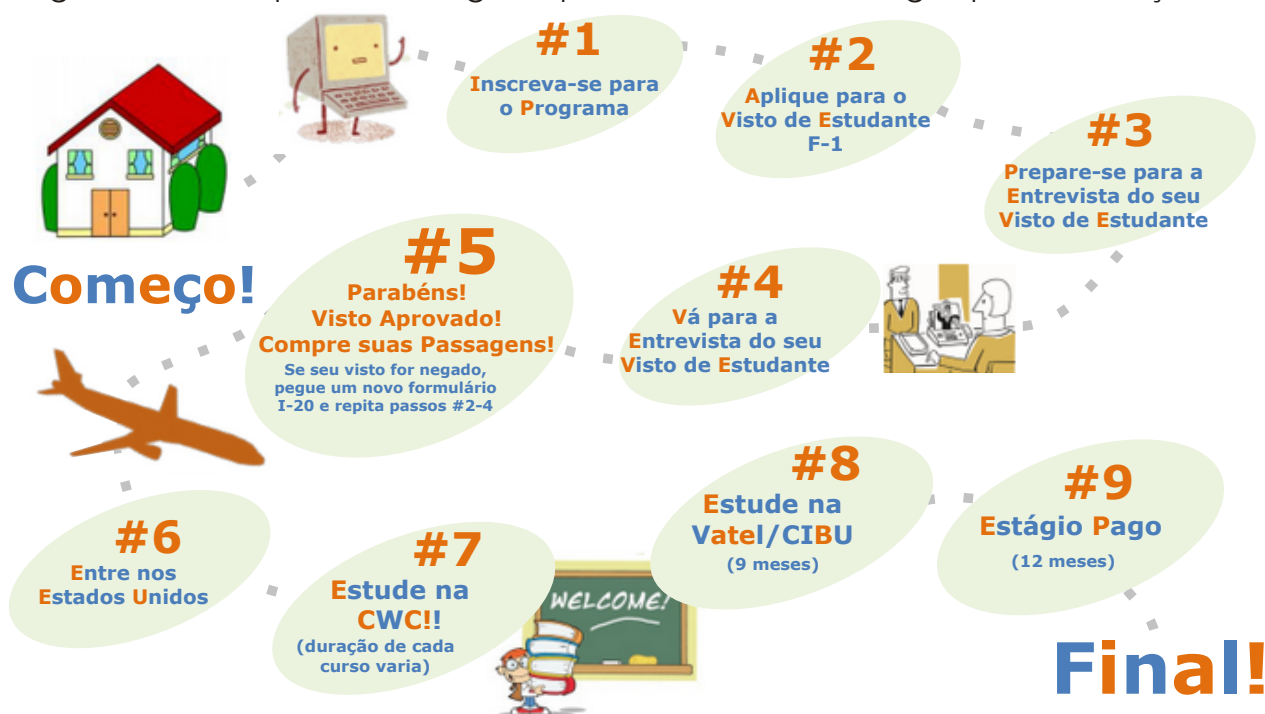 Começo!
#1
Inscreva-se para
o Programa
#2
Aplique para o
Visto de Estudante
F-1
#3
Prepare-se para a
Entrevista do seu
Visto de Estudante
#4
Vá para a
Entrevista do seu
Visto de Estudante
#5
Parabéns!
Visto Aprovado!
Compre suas Passagens!
Se seu visto for negado,
pegue um novo formulário
I-20 e repita passos #2-4
#6
Entre nos
Estados Unidos
#7
Estude na
CWC!!
(duração de cada
curso varia)
WELCOME!
#8
Estude na
Vatel/CIBU
(9 meses)
#9
Estágio Pago
(12 meses)
Final!